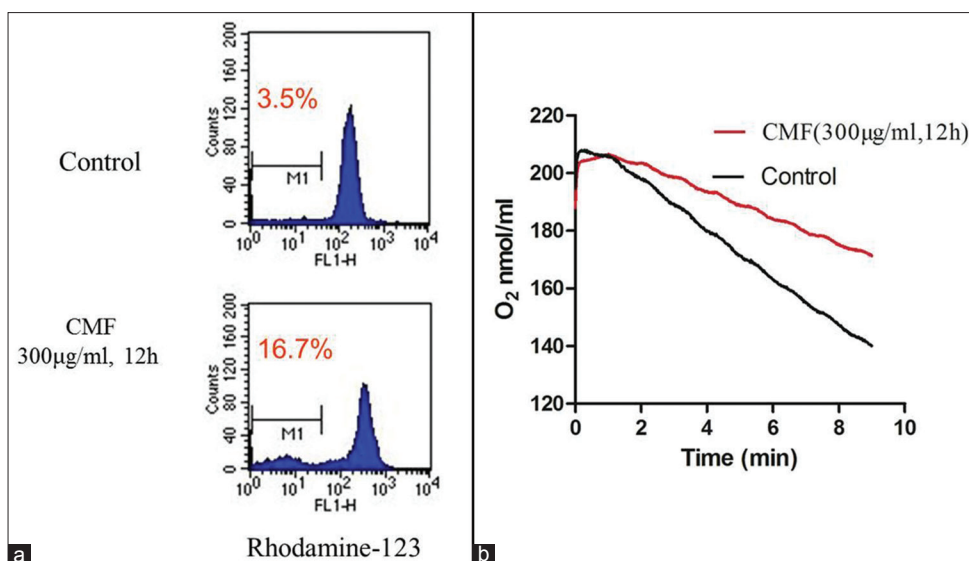 Control
200
160
120
80
40
0
Counts
3.5%
M1
10^0 10^1 10^2 10^3 10^4
FL1-H
CMF
300µg/ml, 12h
200
160
120
80
40
0
Counts
16.7%
M1
10^0 10^1 10^2 10^3 10^4
FL1-H
Rhodamine-123
a
220
200
180
160
140
120
O₂ nmol/ml
CMF(300µg/ml,12h)
Control
0 2 4 6 8 10
Time (min)
b